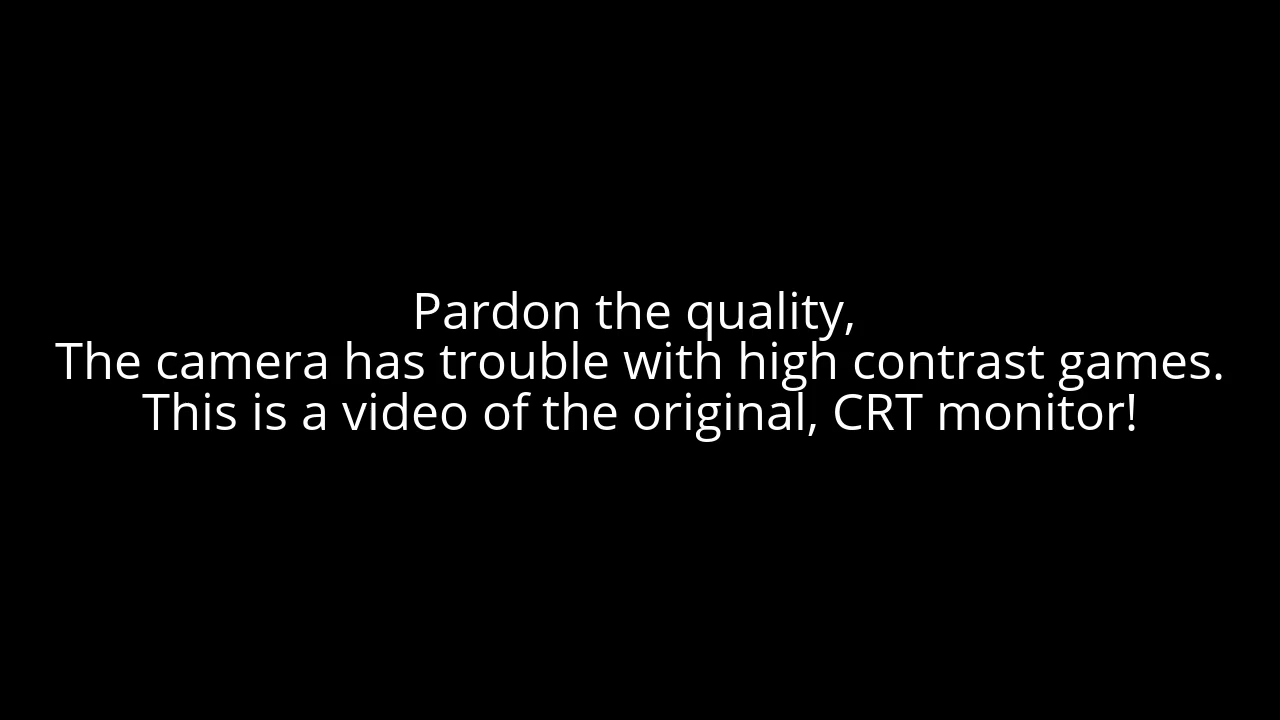 Pardon the quality,
The camera has trouble with high contrast games.
This is a video of the original, CRT monitor!